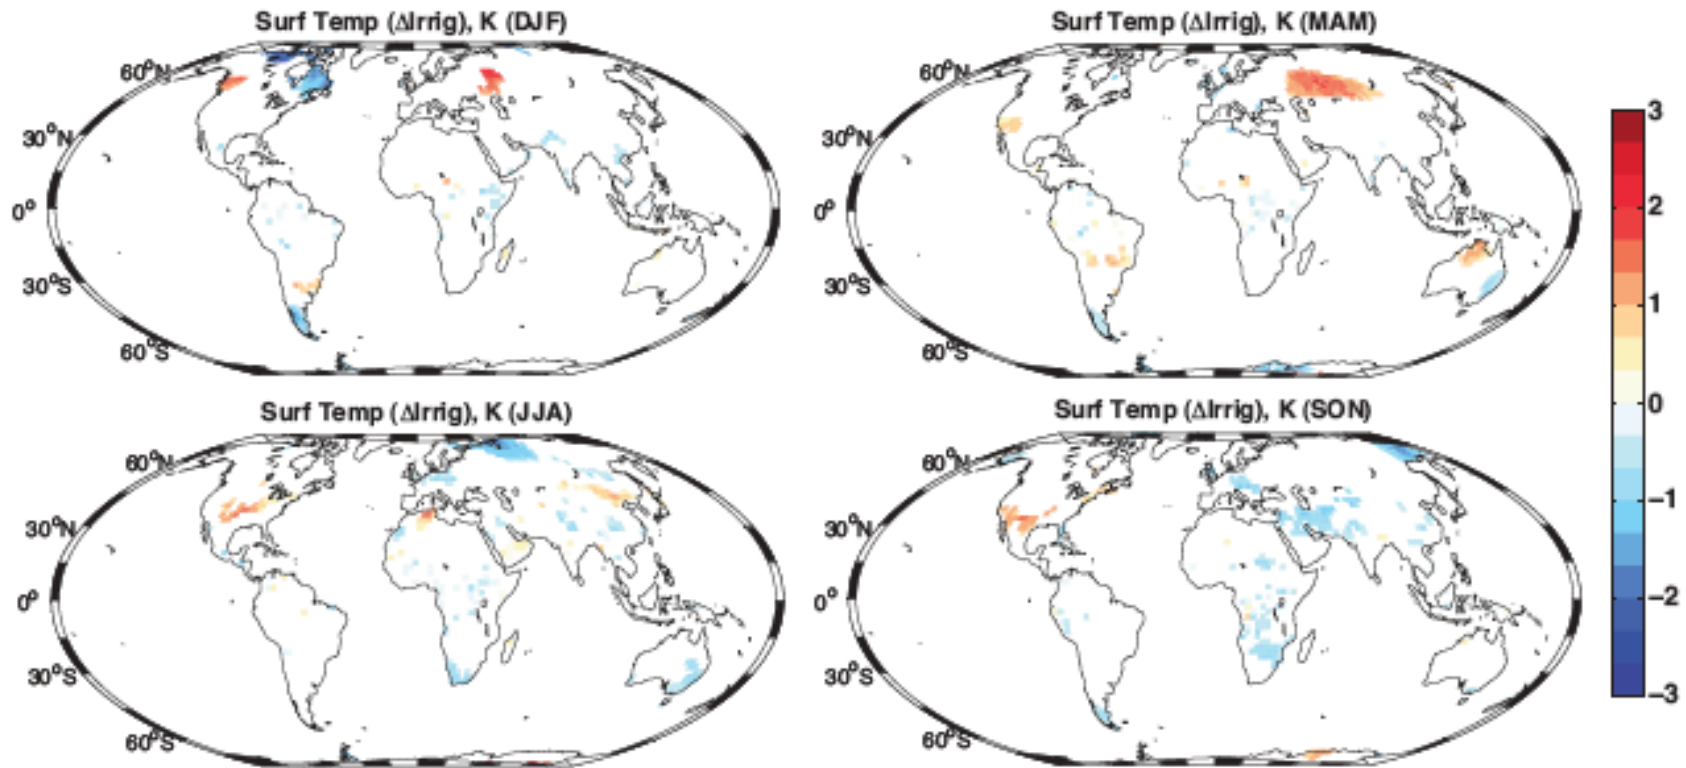 Surf Temp (ΔIrrig), K (DJF)
Surf Temp (ΔIrrig), K (MAM)
60°N
30°N
0°
30°S
60°S
60°N
30°N
0°
30°S
60°S
3
2
1
0
−1
−2
−3
Surf Temp (ΔIrrig), K (JJA)
Surf Temp (ΔIrrig), K (SON)
60°N
30°N
0°
30°S
60°S
60°N
30°N
0°
30°S
60°S